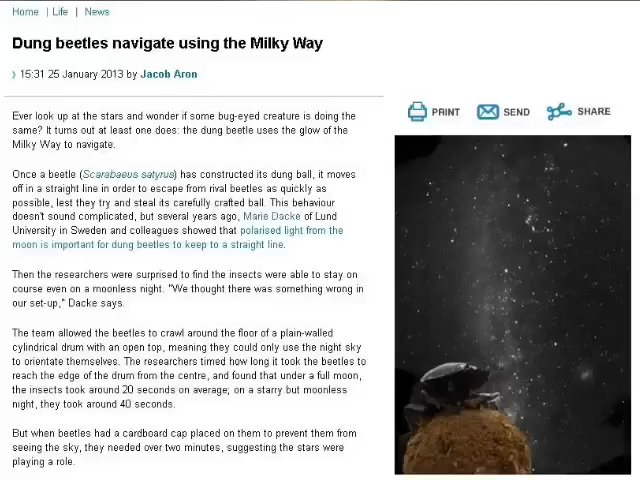 Home | Life | News
Dung beetles navigate using the Milky Way
15:31 25 January 2013 by Jacob Aron
PRINT SEND SHARE
Ever look up at the stars and wonder if some bug-eyed creature is doing the
same? It turns out at least one does: the dung beetle uses the glow of the
Milky Way to navigate.
Once a beetle (Scarabaeus satyrus) has constructed its dung ball, it moves
off in a straight line in order to escape from rival beetles as quickly as
possible, lest they try and steal its carefully crafted ball. This behaviour
doesn't sound complicated, but several years ago, Marie Dacke of Lund
University in Sweden and colleagues showed that polarised light from the
moon is important for dung beetles to keep to a straight line.
Then the researchers were surprised to find the insects were able to stay on
course even on a moonless night. "We thought there was something wrong in
our set-up," Dacke says.
The team allowed the beetles to crawl around the floor of a plain-walled
cylindrical drum with an open top, meaning they could only use the night sky
to orientate themselves. The researchers timed how long it took the beetles to
reach the edge of the drum from the centre, and found that under a full moon,
the insects took around 20 seconds on average; on a starry but moonless
night, they took around 40 seconds.
But when beetles had a cardboard cap placed on them to prevent them from
seeing the sky, they needed over two minutes, suggesting the stars were
playing a role.